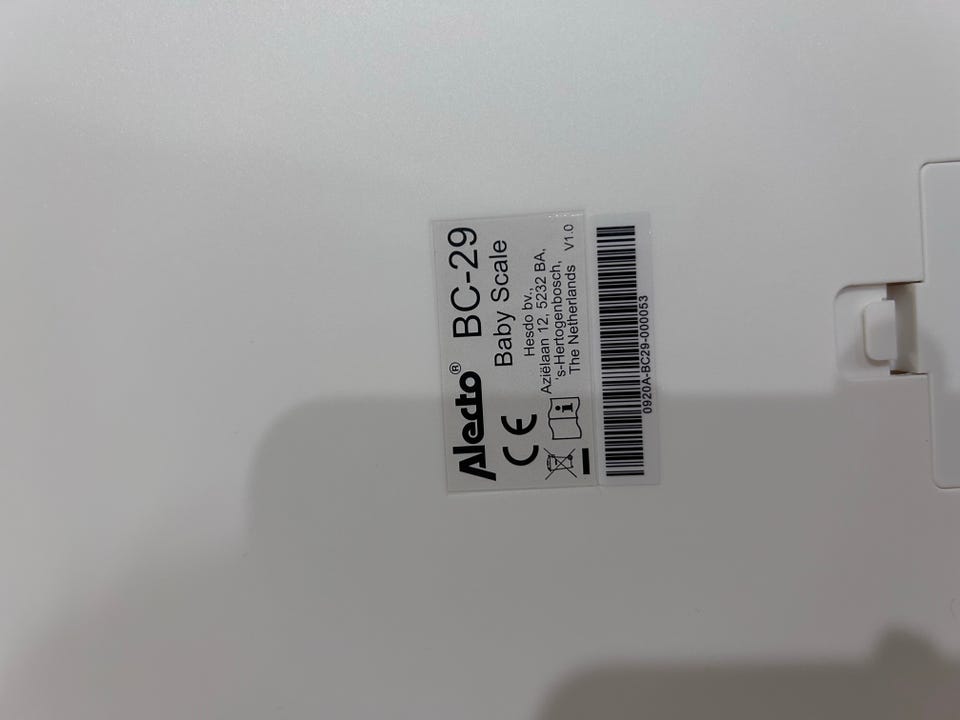 Alecto® BC-29
Baby Scale
CE
Hesdo bv.,
Aziëlaan 12, 5232 BA,
's-Hertogenbosch,
The Netherlands V1.0
0920A-BC29-000053